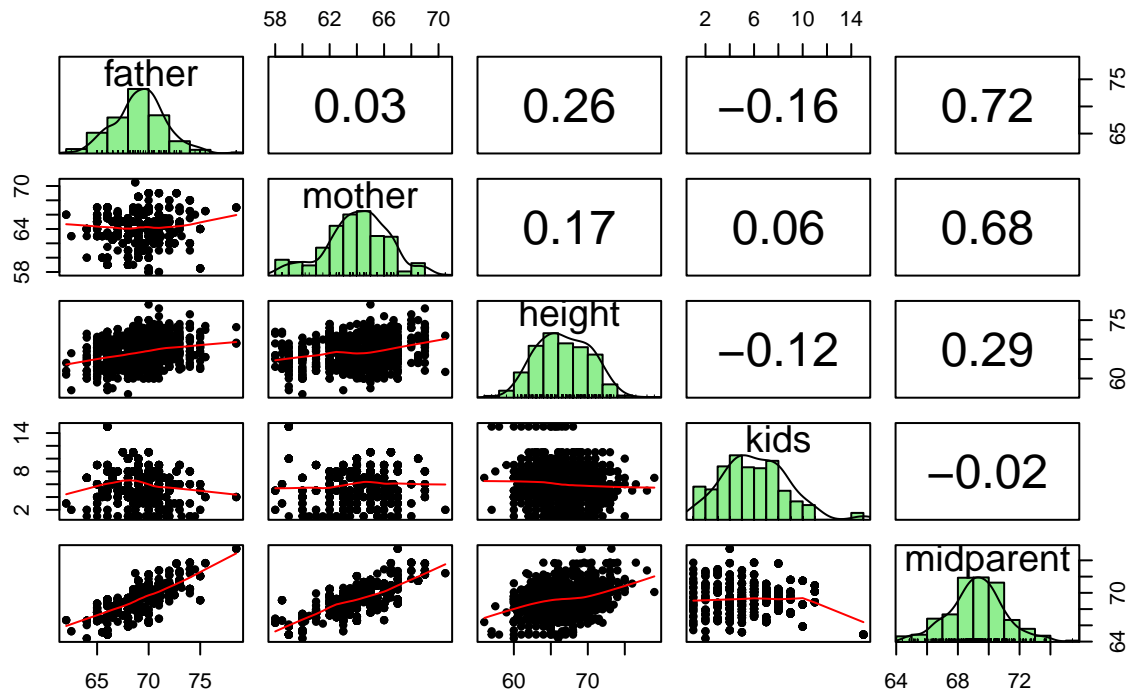 58 62 66 70 2 6 10 14
father 0.03 0.26 −0.16 0.72 65 75
58 64 70 mother 0.17 0.06 0.68
height −0.12 0.29 60 75
2 8 14 kids −0.02
midparent 64 70
65 70 75 60 70 64 68 72